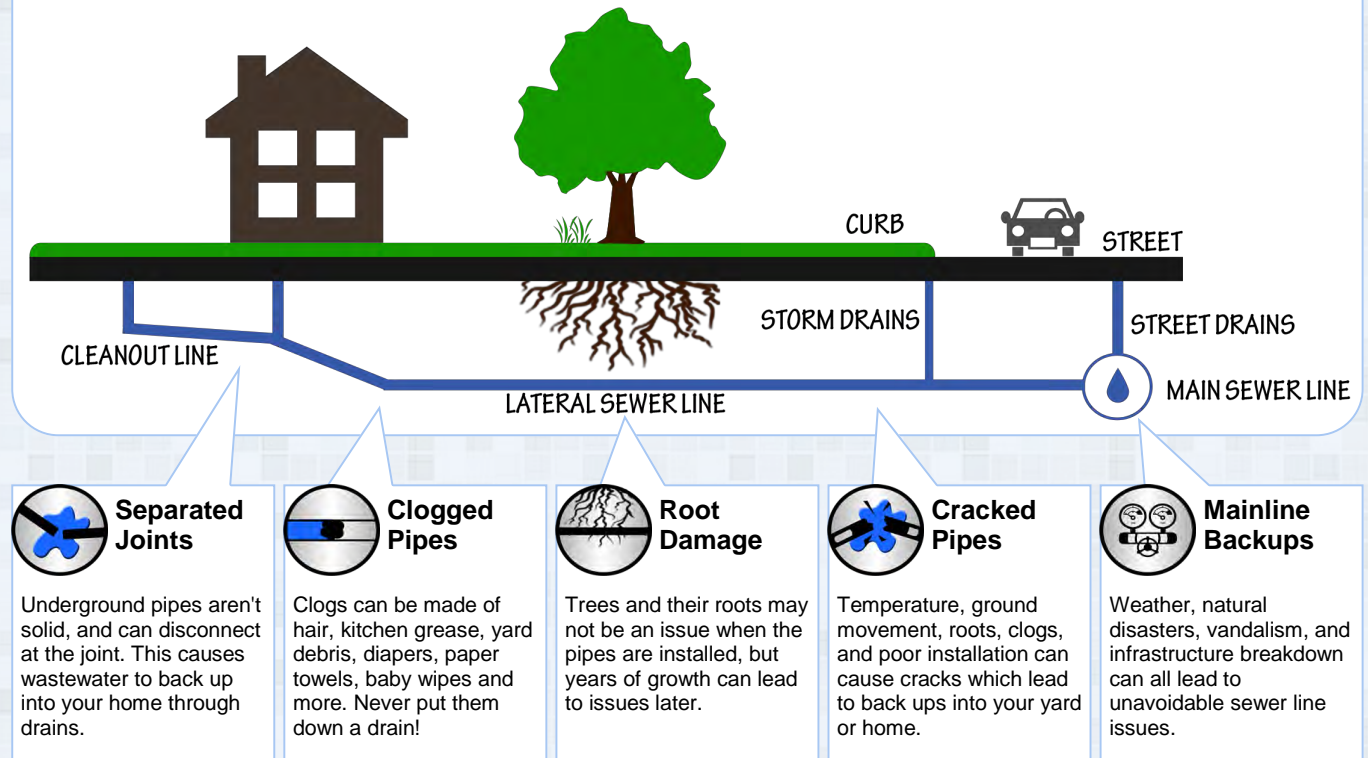 CURB
STREET
STORM DRAINS
STREET DRAINS
CLEANOUT LINE
MAIN SEWER LINE
LATERAL SEWER LINE
Separated
Joints
Underground pipes aren't
solid, and can disconnect
at the joint. This causes
wastewater to back up
into your home through
drains.
Clogged
Pipes
Clogs can be made of
hair, kitchen grease, yard
debris, diapers, paper
towels, baby wipes and
more. Never put them
down a drain!
Root
Damage
Trees and their roots may
not be an issue when the
pipes are installed, but
years of growth can lead
to issues later.
Cracked
Pipes
Temperature, ground
movement, roots, clogs,
and poor installation can
cause cracks which lead
to back ups into your yard
or home.
Mainline
Backups
Weather, natural
disasters, vandalism, and
infrastructure breakdown
can all lead to
unavoidable sewer line
issues.